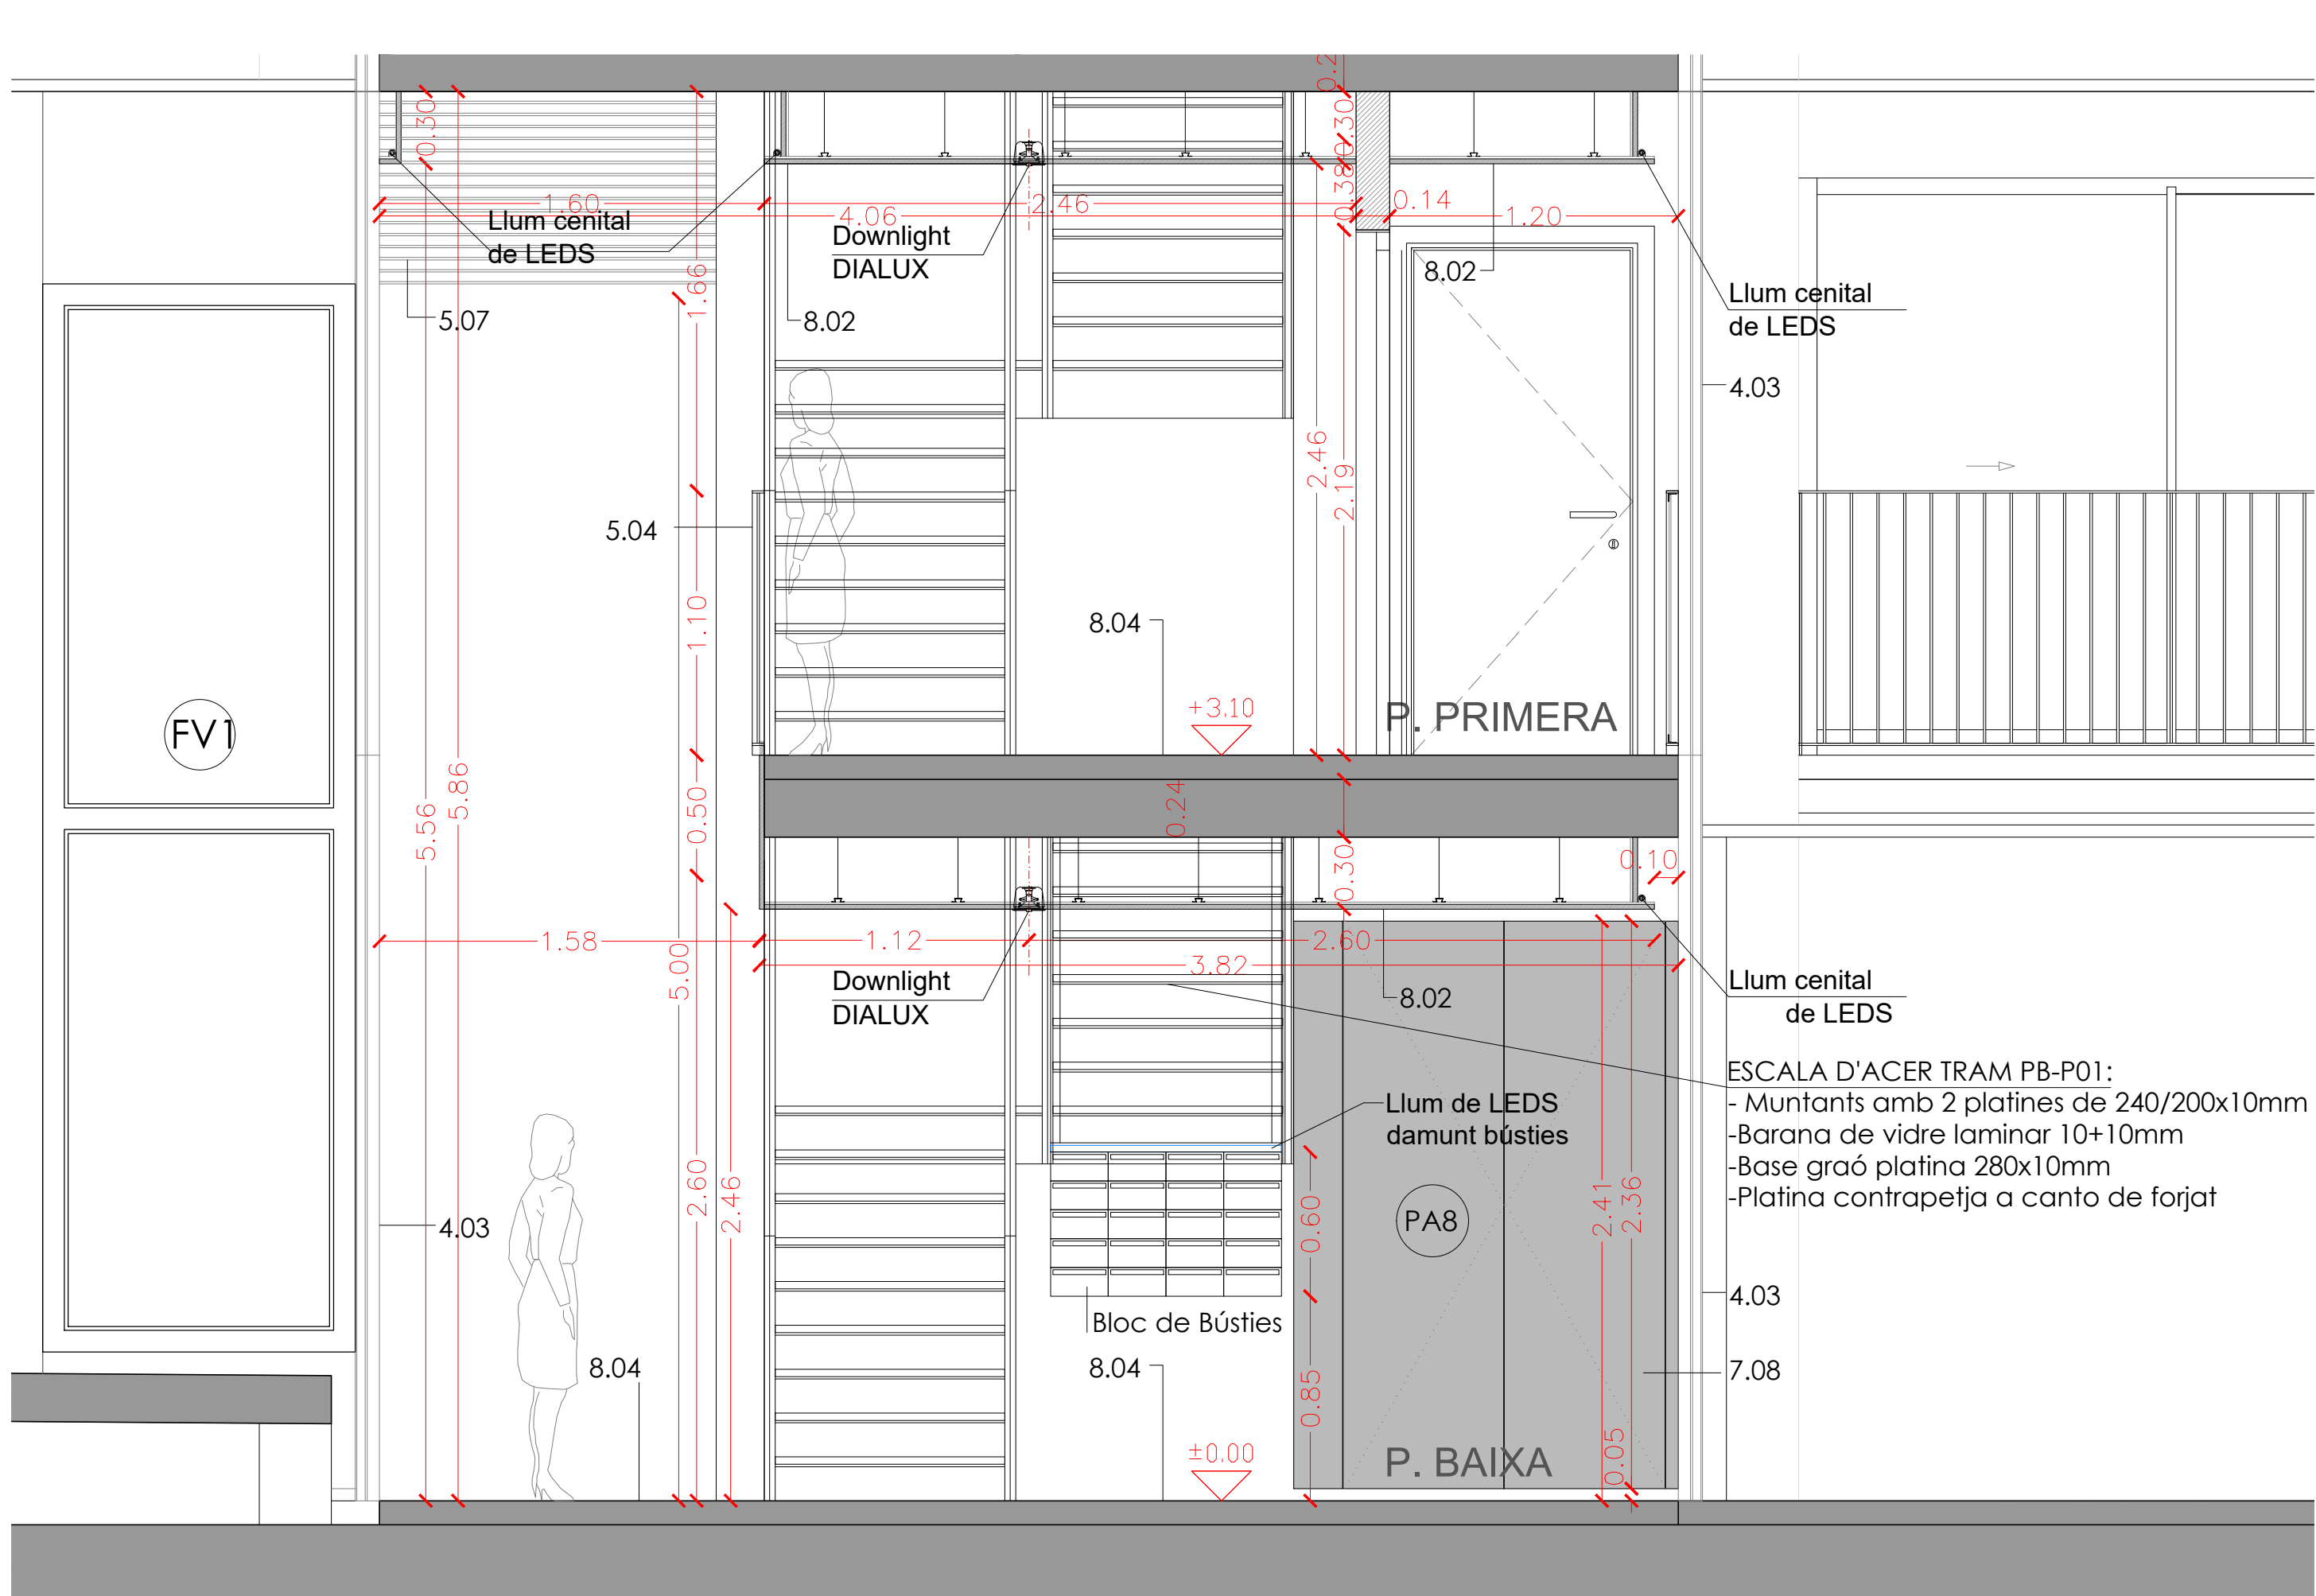 0.2
0.30
0.30
0.38
1.60
2.46
0.14
4.06
1.20
Llum cenital
de LEDS
Downlight
DIALUX
8.02
1.66
Llum cenital
de LEDS
5.07
8.02
4.03
2.46
2.19
5.04
1.10
8.04
+3.10
P. PRIMERA
FV1
5.56
5.86
0.50
0.24
0.30
0.10
1.58
1.12
2.60
3.82
5.00
Downlight
DIALUX
8.02
Llum cenital
de LEDS
ESCALA D'ACER TRAM PB-P01:
- Muntants amb 2 platines de 240/200x10mm
-Barana de vidre laminar 10+10mm
-Base graó platina 280x10mm
-Platina contrapetja a canto de forjat
Llum de LEDS
damunt bústies
2.60
2.46
0.60
PA8
2.41
2.36
4.03
4.03
Bloc de Bústies
8.04
8.04
7.08
0.85
±0.00
P. BAIXA
0.05